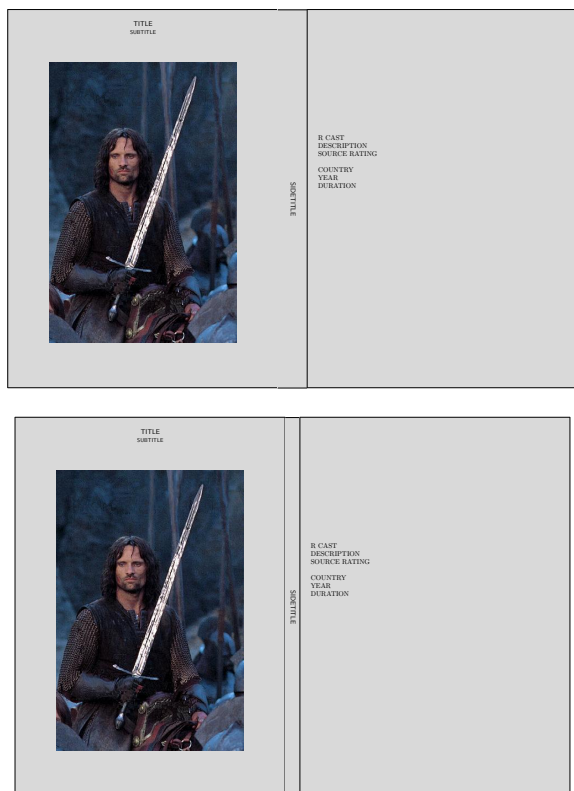 TITLE
SUBTITLE
R CAST
DESCRIPTION
SOURCE RATING
COUNTRY
YEAR
DURATION
SIDETITLE
TITLE
SUBTITLE
R CAST
DESCRIPTION
SOURCE RATING
COUNTRY
YEAR
DURATION
SIDETITLE